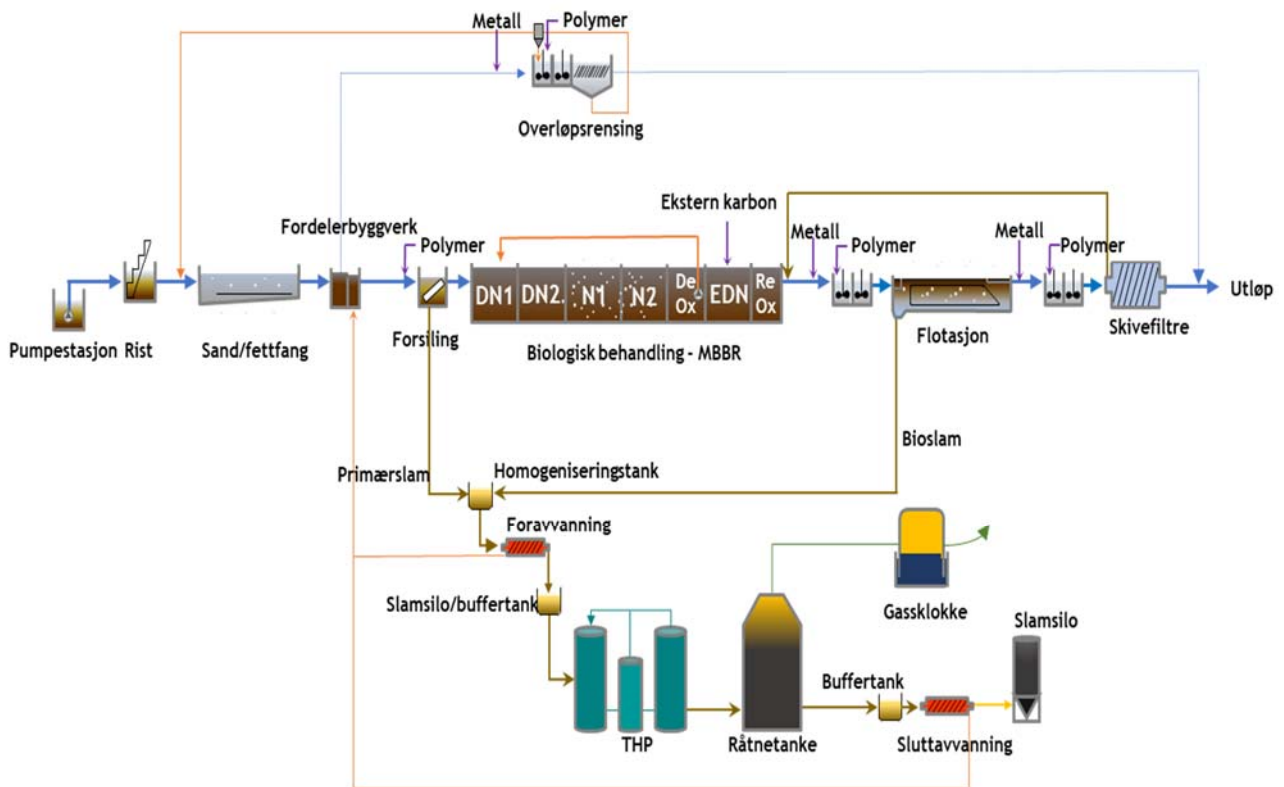 Metall
Polymer
Overløpsrensing
Ekstern karbon
Fordelerbyggverk
Polymer
Metall
Polymer
Metall
Polymer
DN1
DN2.
N1
N2
De
Ox
EDN
Re
Ox
Utløp
Pumpestasjon
Rist
Sand/fettfang
Forsiling
Biologisk behandling - MBBR
Flotasjon
Skivefiltre
Bioslam
Primærslam
Homogeniseringstank
Foravvanning
Slamsilo/buffertank
Gassklokke
Slamsilo
Buffertank
THP
Råtnetanke
Sluttavvanning